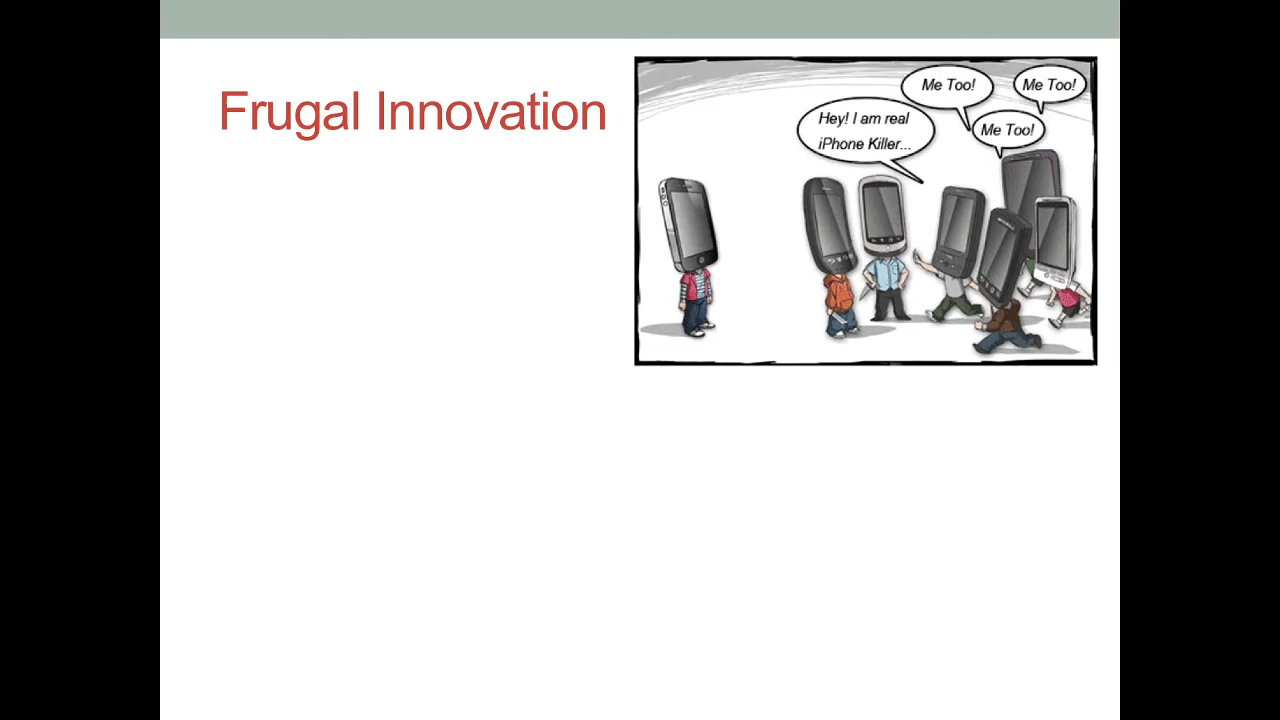 Frugal Innovation
Me Too!
Me Too!
Hey! I am real
iPhone Killer...
Me Too!